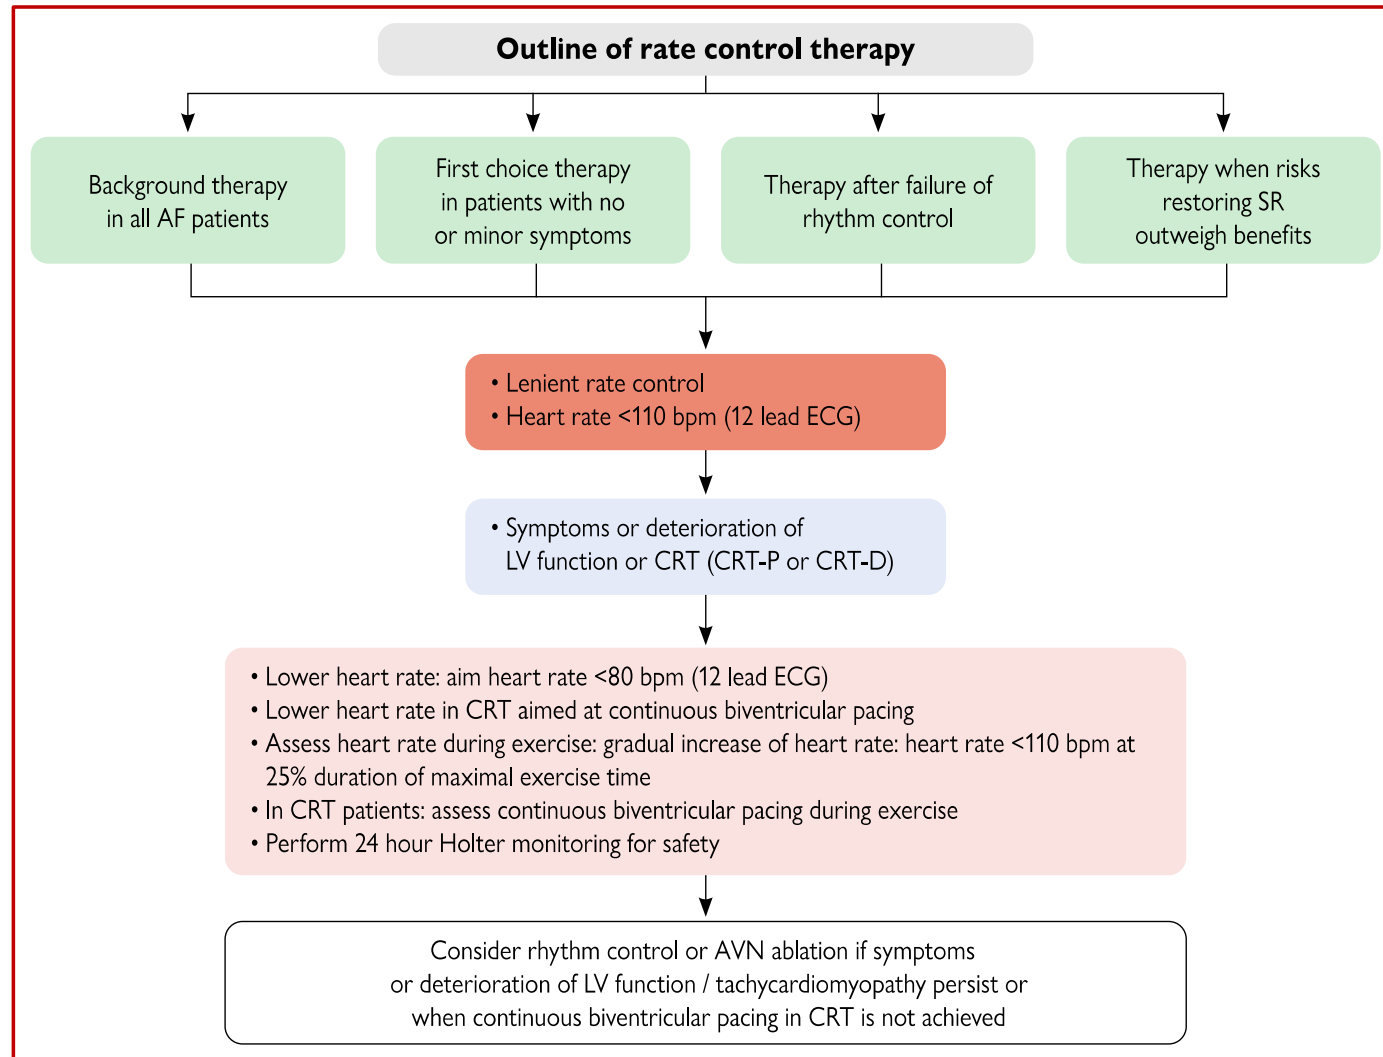 Outline of rate control therapy
Background therapy
in all AF patients
First choice therapy
in patients with no
or minor symptoms
Therapy after failure of
rhythm control
Therapy when risks
restoring SR
outweigh benefits
• Lenient rate control
• Heart rate <110 bpm (12 lead ECG)
• Symptoms or deterioration of
LV function or CRT (CRT-P or CRT-D)
• Lower heart rate: aim heart rate <80 bpm (12 lead ECG)
• Lower heart rate in CRT aimed at continuous biventricular pacing
• Assess heart rate during exercise: gradual increase of heart rate: heart rate <110 bpm at
25% duration of maximal exercise time
• In CRT patients: assess continuous biventricular pacing during exercise
• Perform 24 hour Holter monitoring for safety
Consider rhythm control or AVN ablation if symptoms
or deterioration of LV function / tachycardiomyopathy persist or
when continuous biventricular pacing in CRT is not achieved